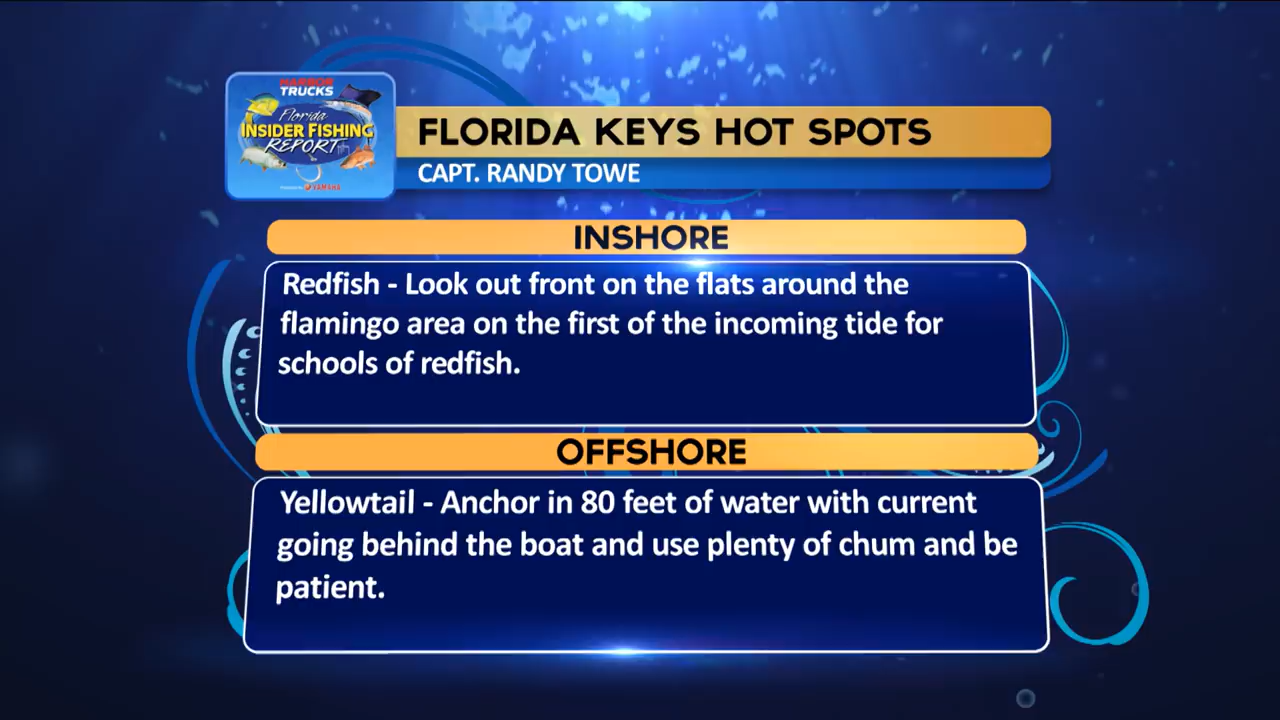 HARBOR
TRUCKS
Florida
INSIDER FISHING
REPORT
YAMAHA
FLORIDA KEYS HOT SPOTS
CAPT. RANDY TOWE
INSHORE
Redfish - Look out front on the flats around the
flamingo area on the first of the incoming tide for
schools of redfish.
OFFSHORE
Yellowtail - Anchor in 80 feet of water with current
going behind the boat and use plenty of chum and be
patient.